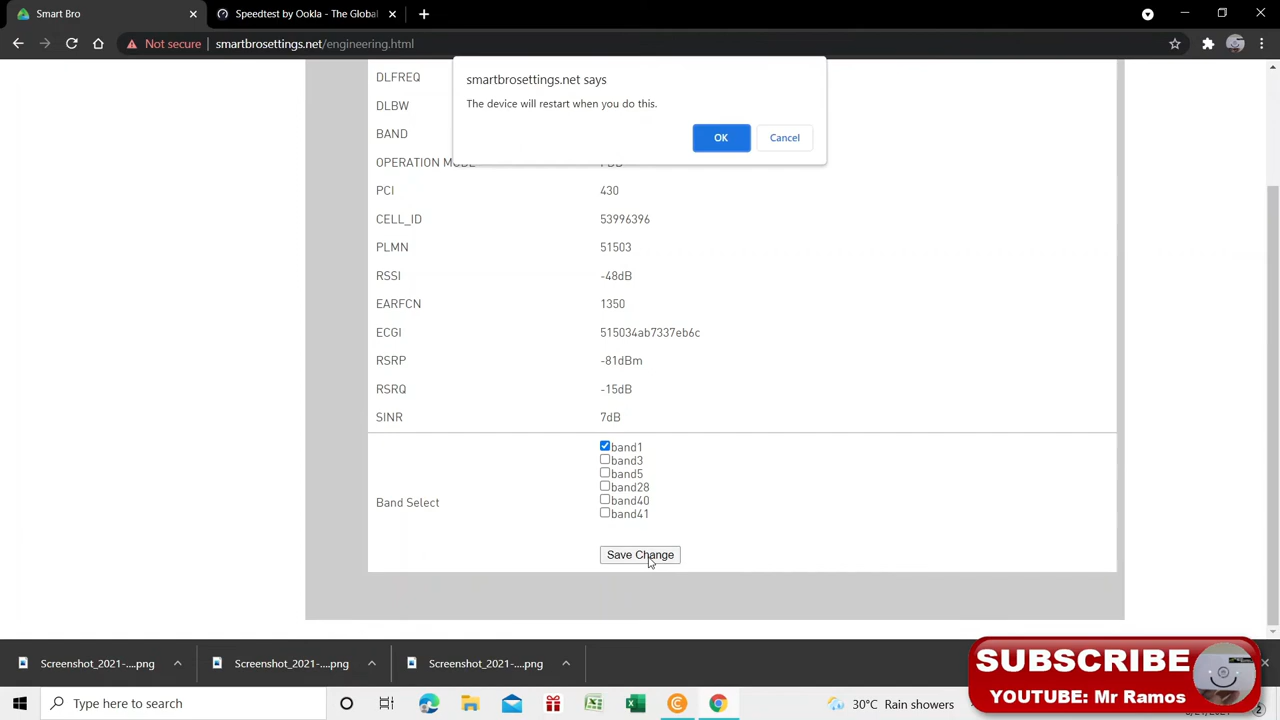 Smart Bro
Speedtest by Ookla - The Global
Not secure
smartbrosettings.net/engineering.html
smartbrosettings.net says
The device will restart when you do this.
OK
Cancel
DLFREQ
DLBW
BAND
OPERATION MODE
PCI 430
CELL_ID 53996396
PLMN 51503
RSSI -48dB
EARFCN 1350
ECGI 515034ab7337eb6c
RSRP -81dBm
RSRQ -15dB
SINR 7dB
band1
band3
band5
band28
band40
band41
Band Select
Save Change
Screenshot_2021-....png
Screenshot_2021-....png
Screenshot_2021-....png
SUBSCRIBE
YOUTUBE: Mr Ramos
Type here to search
30°C Rain showers